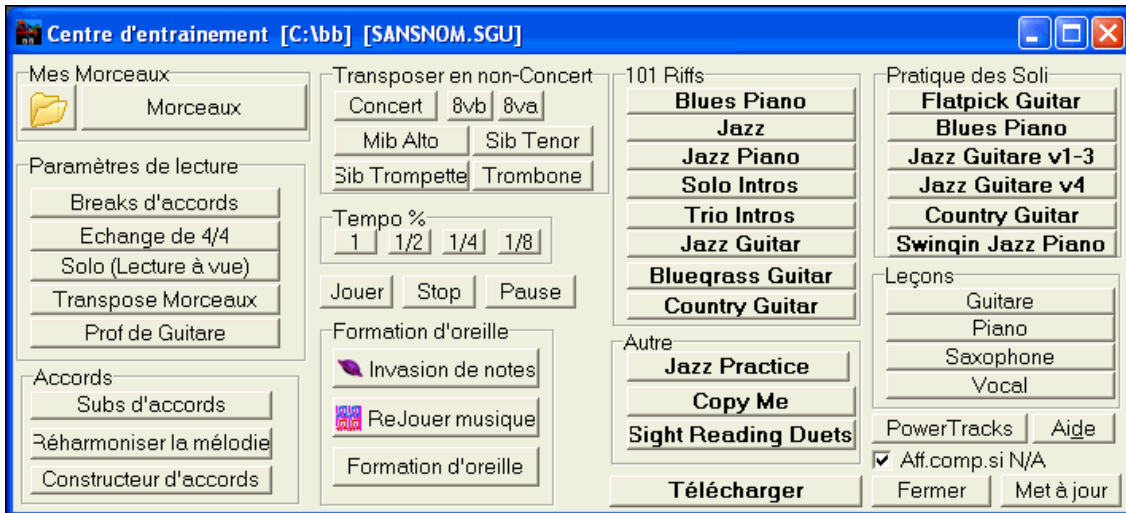 Centre d'entrainement [C:\bb] [SANSNOM.SGU]
Mes Morceaux
Morceaux
Paramètres de lecture
Breaks d'accords
Echange de 4/4
Solo (Lecture à vue)
Transpose Morceaux
Prof de Guitare
Accords
Subs d'accords
Réharmoniser la mélodie
Constructeur d'accords
Transposer en non-Concert
Concert 8vb 8va
Mib Alto Sib Tenor
Sib Trompette Trombone
Tempo %
1 1/2 1/4 1/8
Jouer Stop Pause
Formation d'oreille
Invasion de notes
ReJouer musique
Formation d'oreille
101 Riffs
Blues Piano
Jazz
Jazz Piano
Solo Intros
Trio Intros
Jazz Guitar
Bluegrass Guitar
Country Guitar
Autre
Jazz Practice
Copy Me
Sight Reading Duets
Télécharger
Pratique des Soli
Flatpick Guitar
Blues Piano
Jazz Guitare v1-3
Jazz Guitare v4
Country Guitar
Swingin Jazz Piano
Leçons
Guitare
Piano
Saxophone
Vocal
PowerTracks Aide
Aff.comp.si N/A
Fermer Met à jour